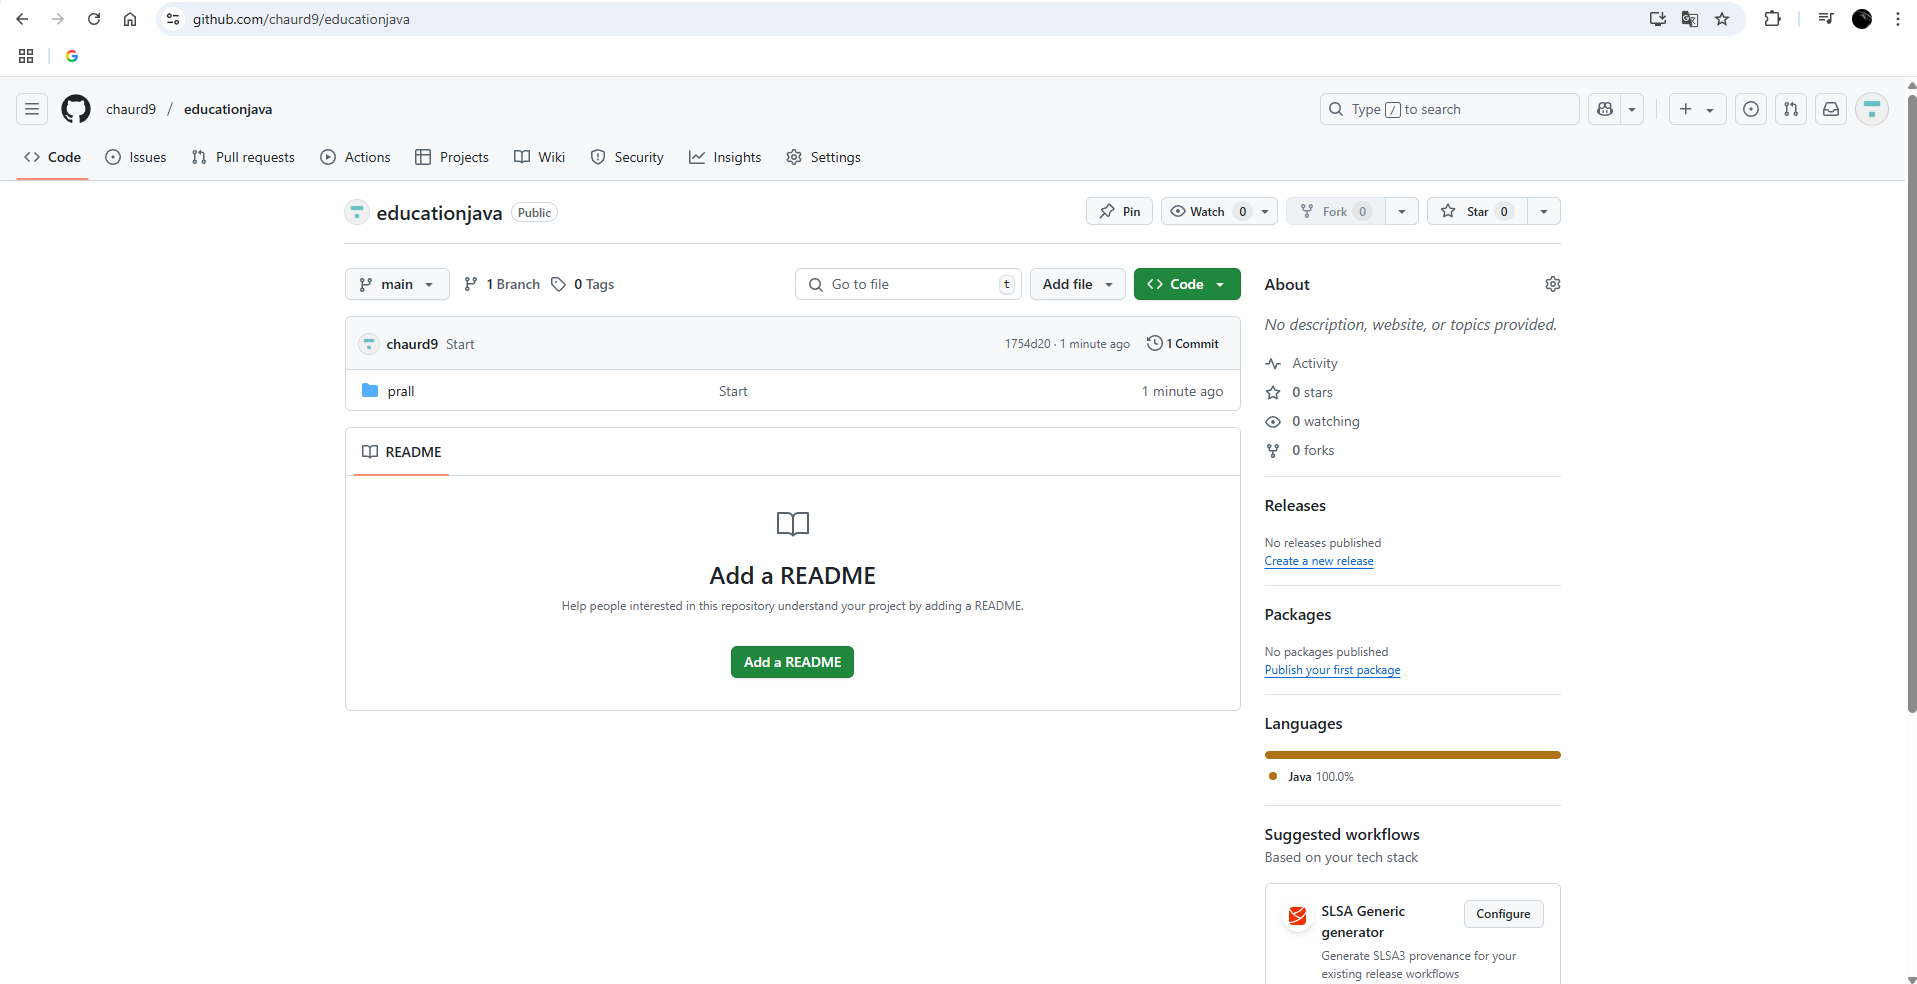 github.com/chaurd9/educationjava
chaurd9 / educationjava
Type / to search
Code Issues Pull requests Actions Projects Wiki Security Insights Settings
educationjava Public
Pin Watch 0 Fork 0 Star 0
main 1 Branch 0 Tags Go to file t Add file Code
chaurd9 Start 1754d20 · 1 minute ago 1 Commit
prall Start 1 minute ago
README
Add a README
Help people interested in this repository understand your project by adding a README.
Add a README
About
No description, website, or topics provided.
Activity
0 stars
0 watching
0 forks
Releases
No releases published
Create a new release
Packages
No packages published
Publish your first package
Languages
Java 100.0%
Suggested workflows
Based on your tech stack
SLSA Generic
generator
Configure
Generate SLSA3 provenance for your
existing release workflows